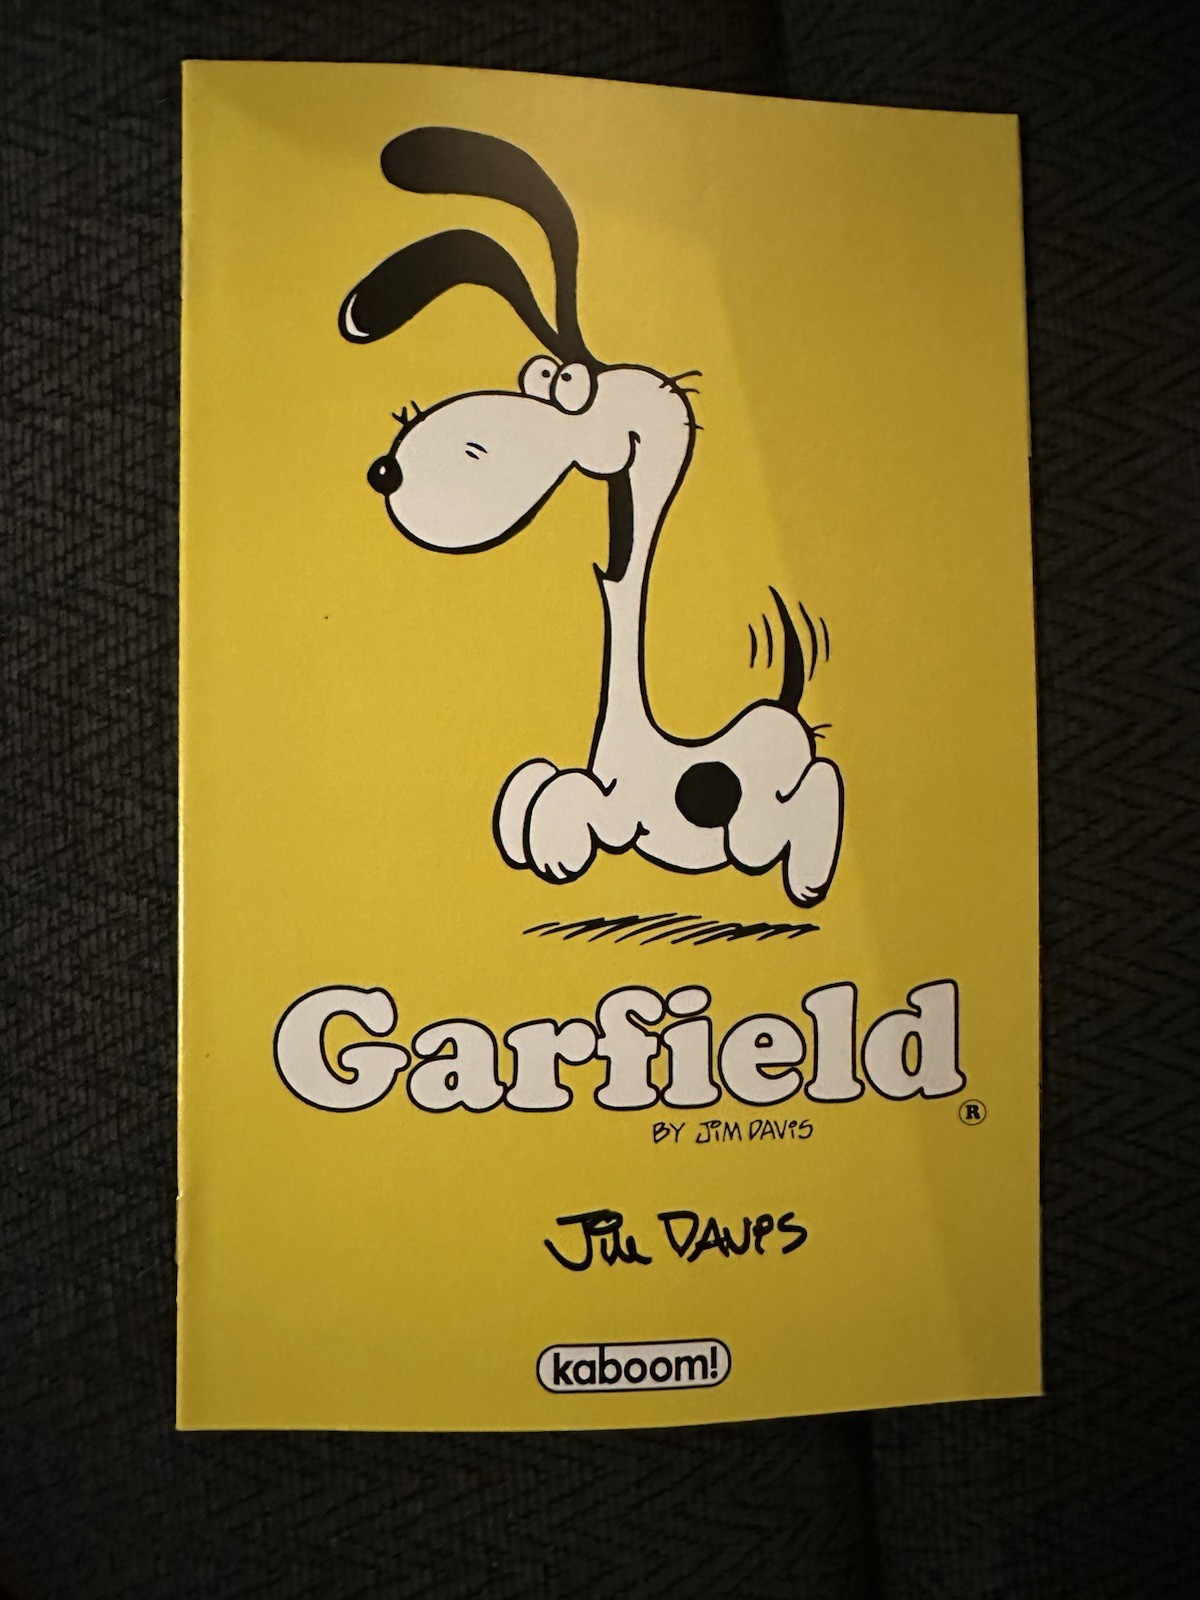 Garfield
®
BY JIM DAVIS
Jim DAVIS
kaboom!